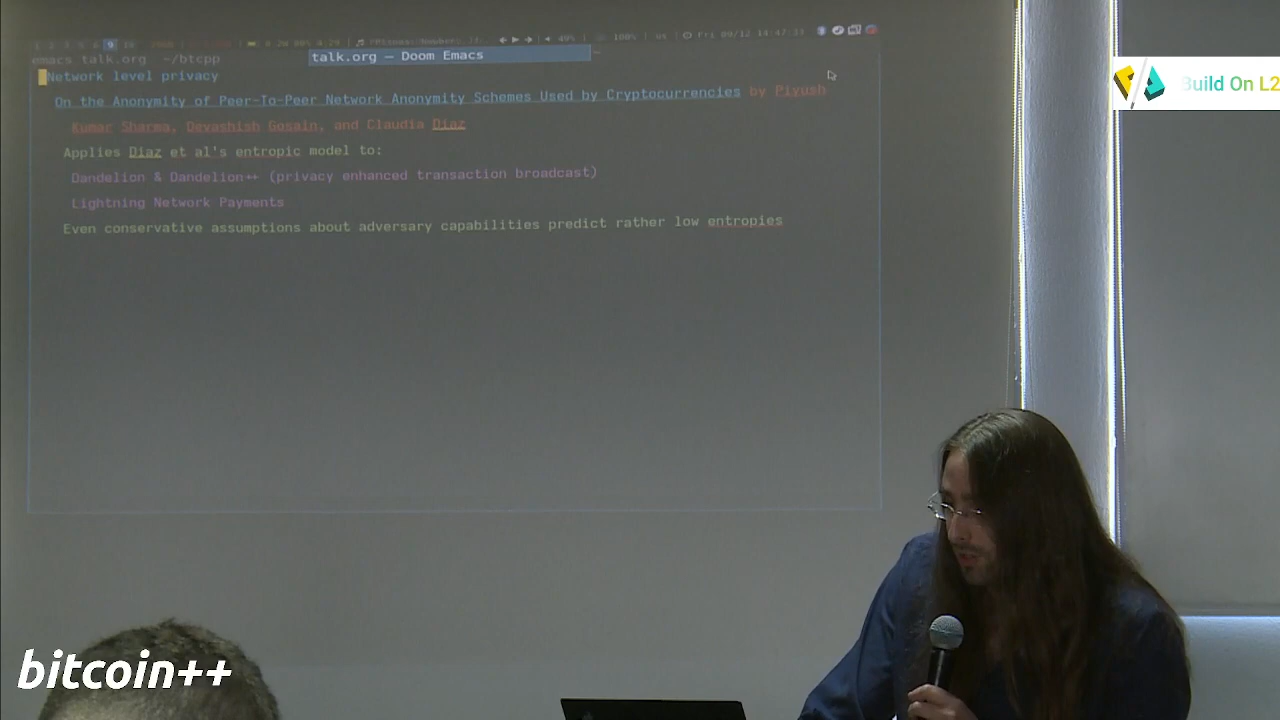 talk.org — Doom Emacs
emacs talk.org ~/btcpp
Network level privacy
On the Anonymity of Peer-To-Peer Network Anonymity Schemes Used by Cryptocurrencies by Piyush
Kumar Sharma, Devashish Gosain, and Claudia Diaz
Applies Diaz et al's entropic model to:
Dandelion & Dandelion++ (privacy enhanced transaction broadcast)
Lightning Network Payments
Even conservative assumptions about adversary capabilities predict rather low entropies
Build On L2
bitcoin++